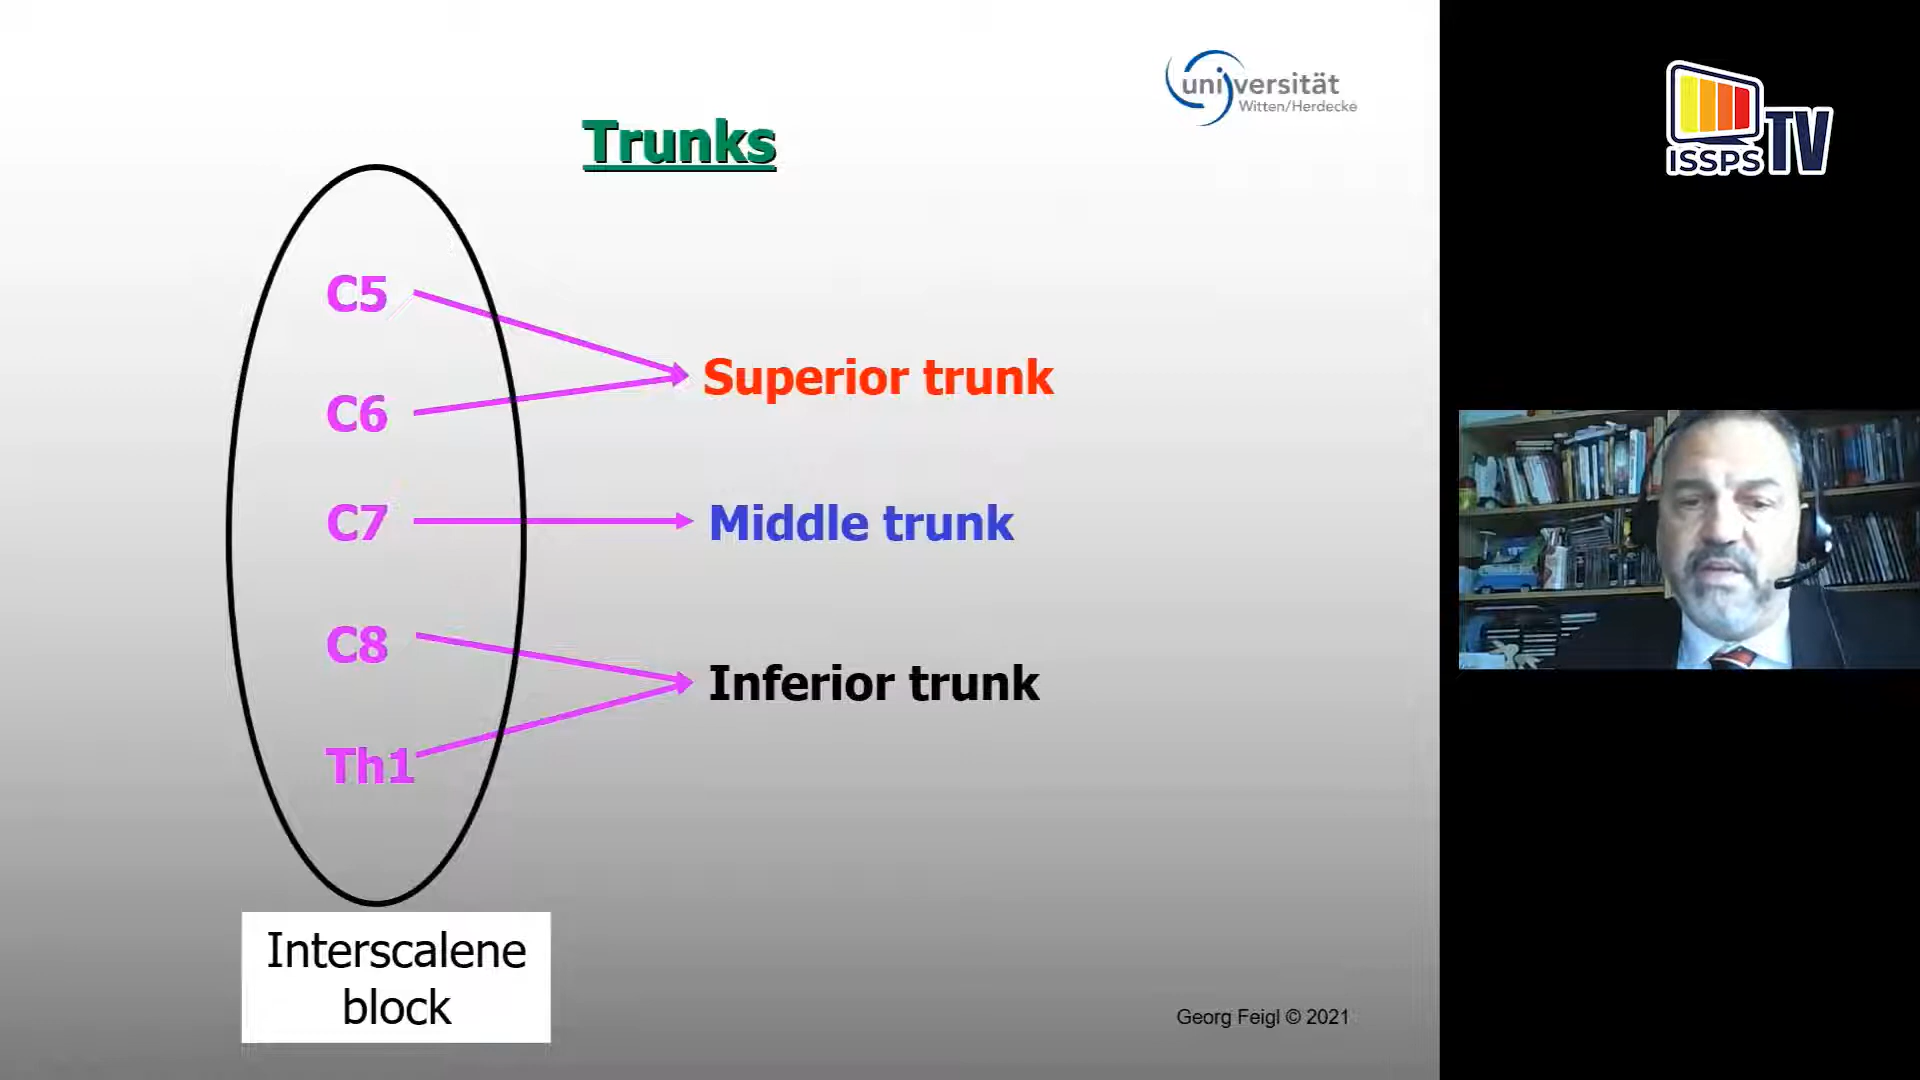 universität
Witten/Herdecke
ISSPS TV
Trunks
C5
C6
C7
C8
Th1
Superior trunk
Middle trunk
Inferior trunk
Interscalene
block
Georg Feigl © 2021